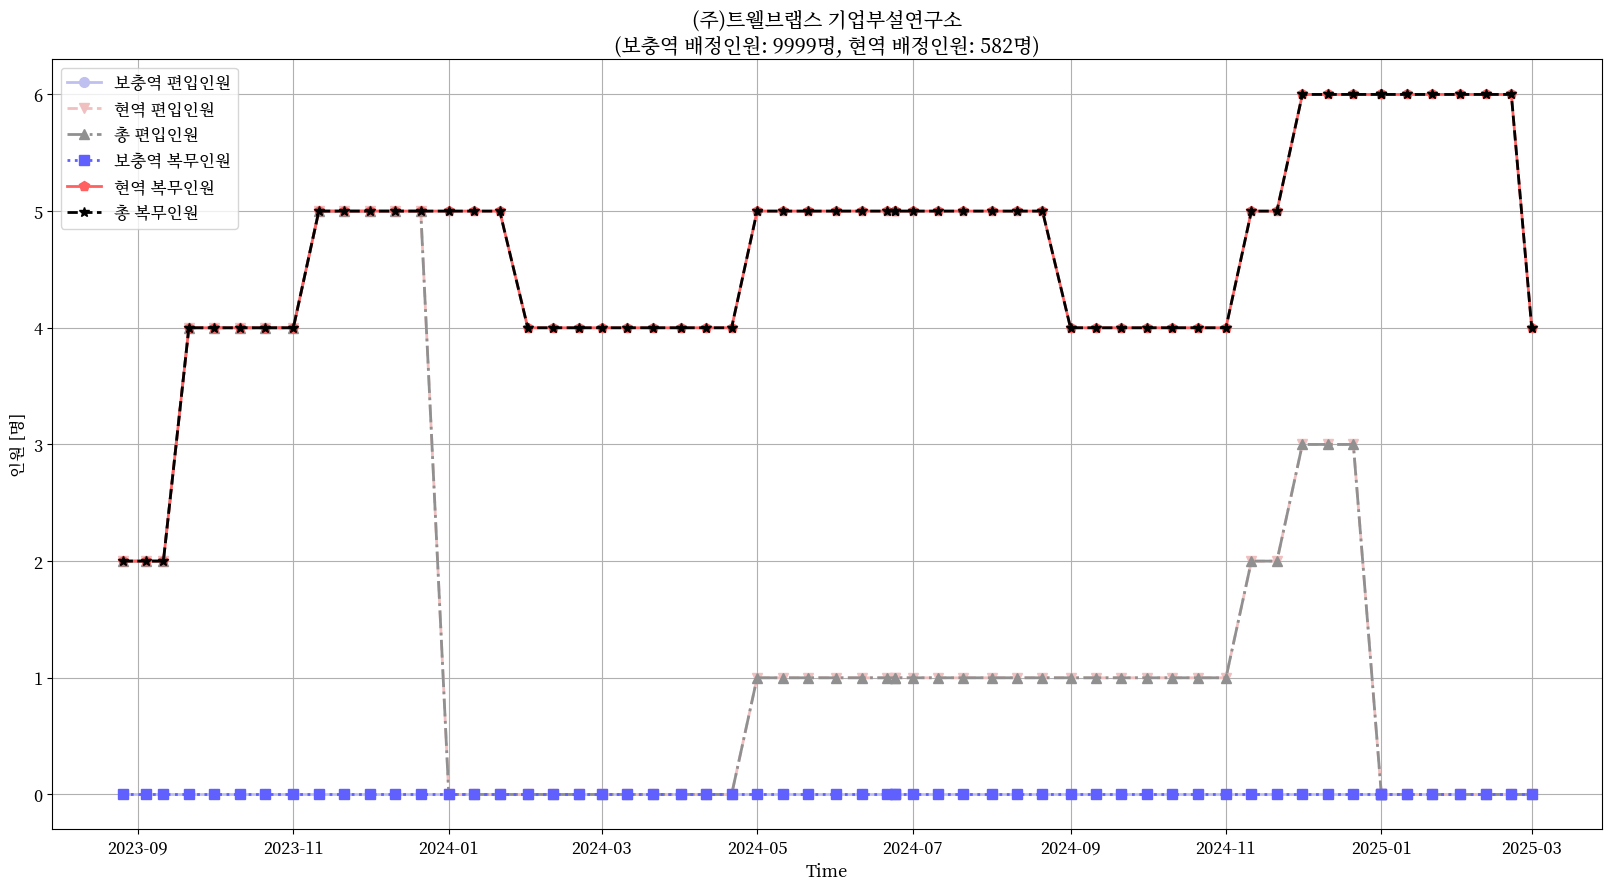 (주)트웰브랩스 기업부설연구소
(보충역 배정인원: 9999명, 현역 배정인원: 582명)
보충역 편입인원
현역 편입인원
총 편입인원
보충역 복무인원
현역 복무인원
총 복무인원
6
5
4
3
2
1
0
인원 [명]
2023-09 2023-11 2024-01 2024-03 2024-05 2024-07 2024-09 2024-11 2025-01 2025-03
Time